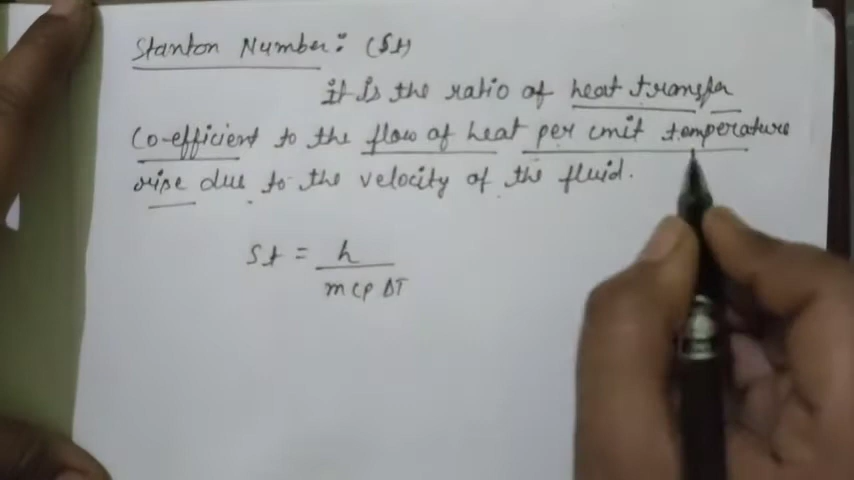 Stanton Number: (St)
it is the ratio of heat transfer
Co-efficient to the flow of heat per unit temperature
rise due to the velocity of the fluid.
St = h
m Cp ΔT